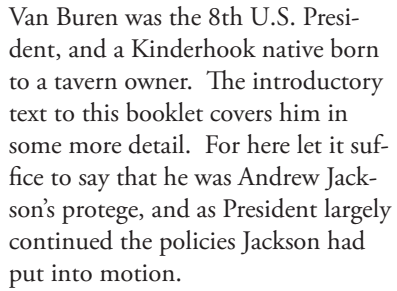 Van Buren was the 8th U.S. Presi-
dent, and a Kinderhook native born
to a tavern owner.  The introductory
text to this booklet covers him in
some more detail.  For here let it suf-
fice to say that he was Andrew Jack-
son's protege, and as President largely
continued the policies Jackson had
put into motion.